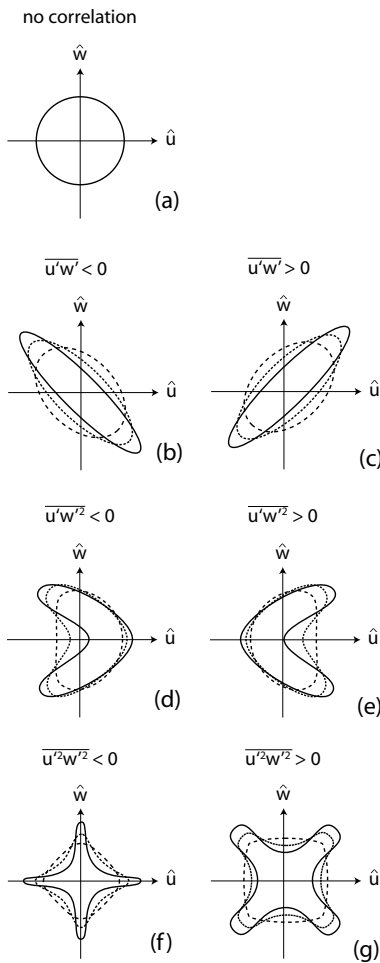 no correlation
ŵ
û
(a)
u'w' < 0
u'w' > 0
ŵ
ŵ
û
û
(b)
(c)
u'w'² < 0
u'w'² > 0
ŵ
ŵ
û
û
(d)
(e)
u'²w'² < 0
u'²w'² > 0
ŵ
ŵ
û
û
(f)
(g)